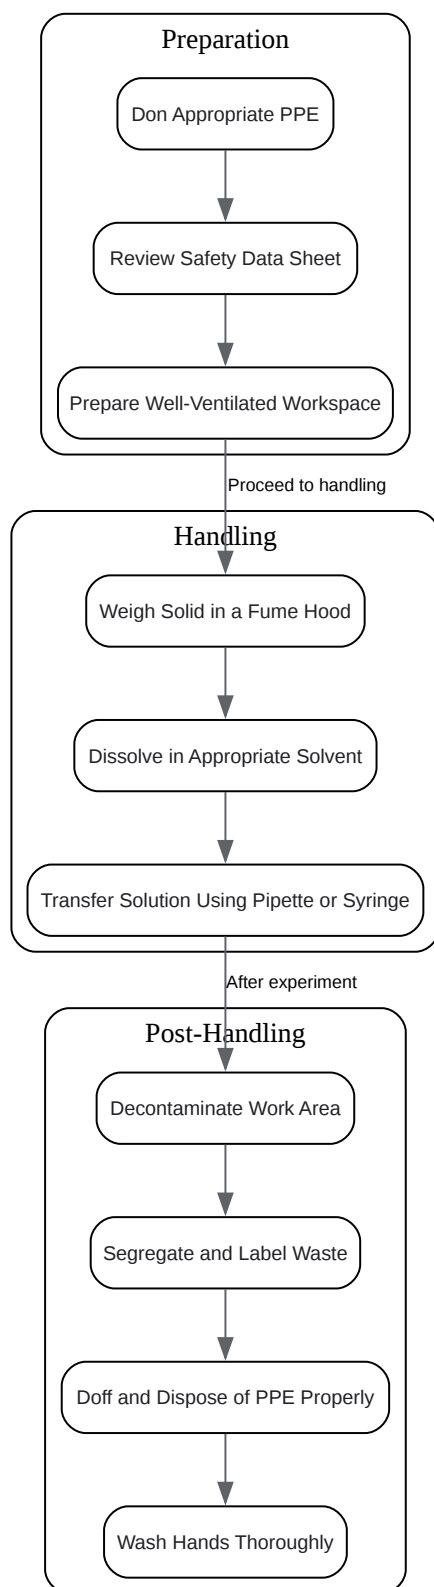 Preparation
Don Appropriate PPE
Review Safety Data Sheet
Prepare Well-Ventilated Workspace
Proceed to handling
Handling
Weigh Solid in a Fume Hood
Dissolve in Appropriate Solvent
Transfer Solution Using Pipette or Syringe
After experiment
Post-Handling
Decontaminate Work Area
Segregate and Label Waste
Doff and Dispose of PPE Properly
Wash Hands Thoroughly